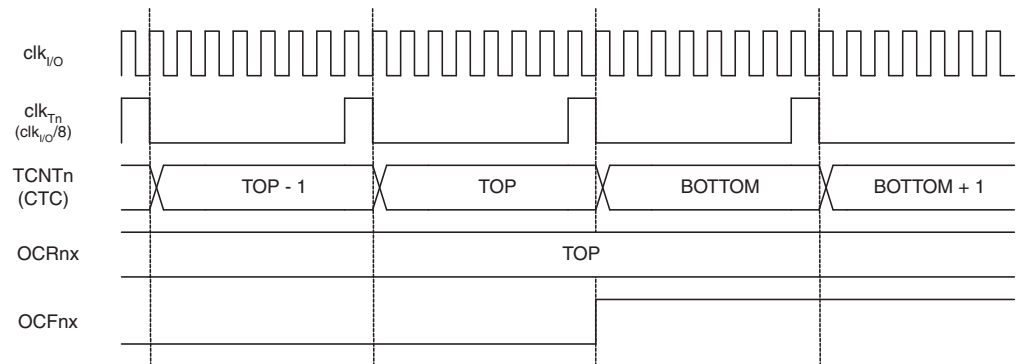 clkI/O
clkTn
(clkI/O/8)
TCNTn
(CTC)
TOP - 1
TOP
BOTTOM
BOTTOM + 1
OCRnx
TOP
OCFnx